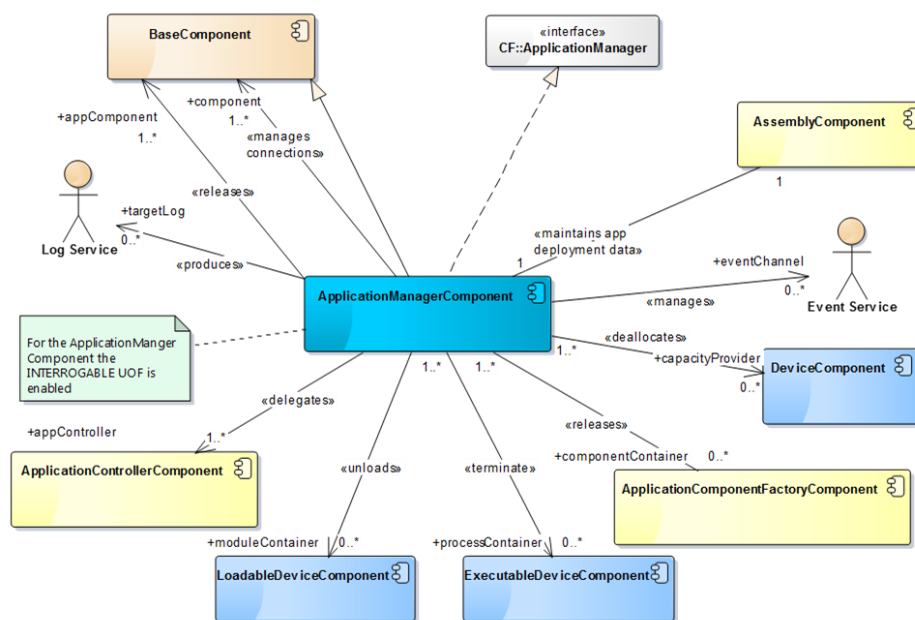 BaseComponent
«interface»
CF::ApplicationManager
+appComponent
1..*
+component
1..*
«manages
connections»
AssemblyComponent
1
«releases»
Log Service
+targetLog
0..*
«produces»
«maintains app
deployment data»
1
+eventChannel
0..*
Event Service
«manages»
ApplicationManagerComponent
For the ApplicationManger
Component the
INTERROGABLE UOF is
enabled
«deallocates»
1..*
+capacityProvider
0..*
DeviceComponent
1..*
1..*
«delegates»
+appController
1..*
ApplicationControllerComponent
«unloads»
«terminate»
«releases»
+componentContainer
0..*
ApplicationComponentFactoryComponent
+moduleContainer
0..*
LoadableDeviceComponent
+processContainer
0..*
ExecutableDeviceComponent